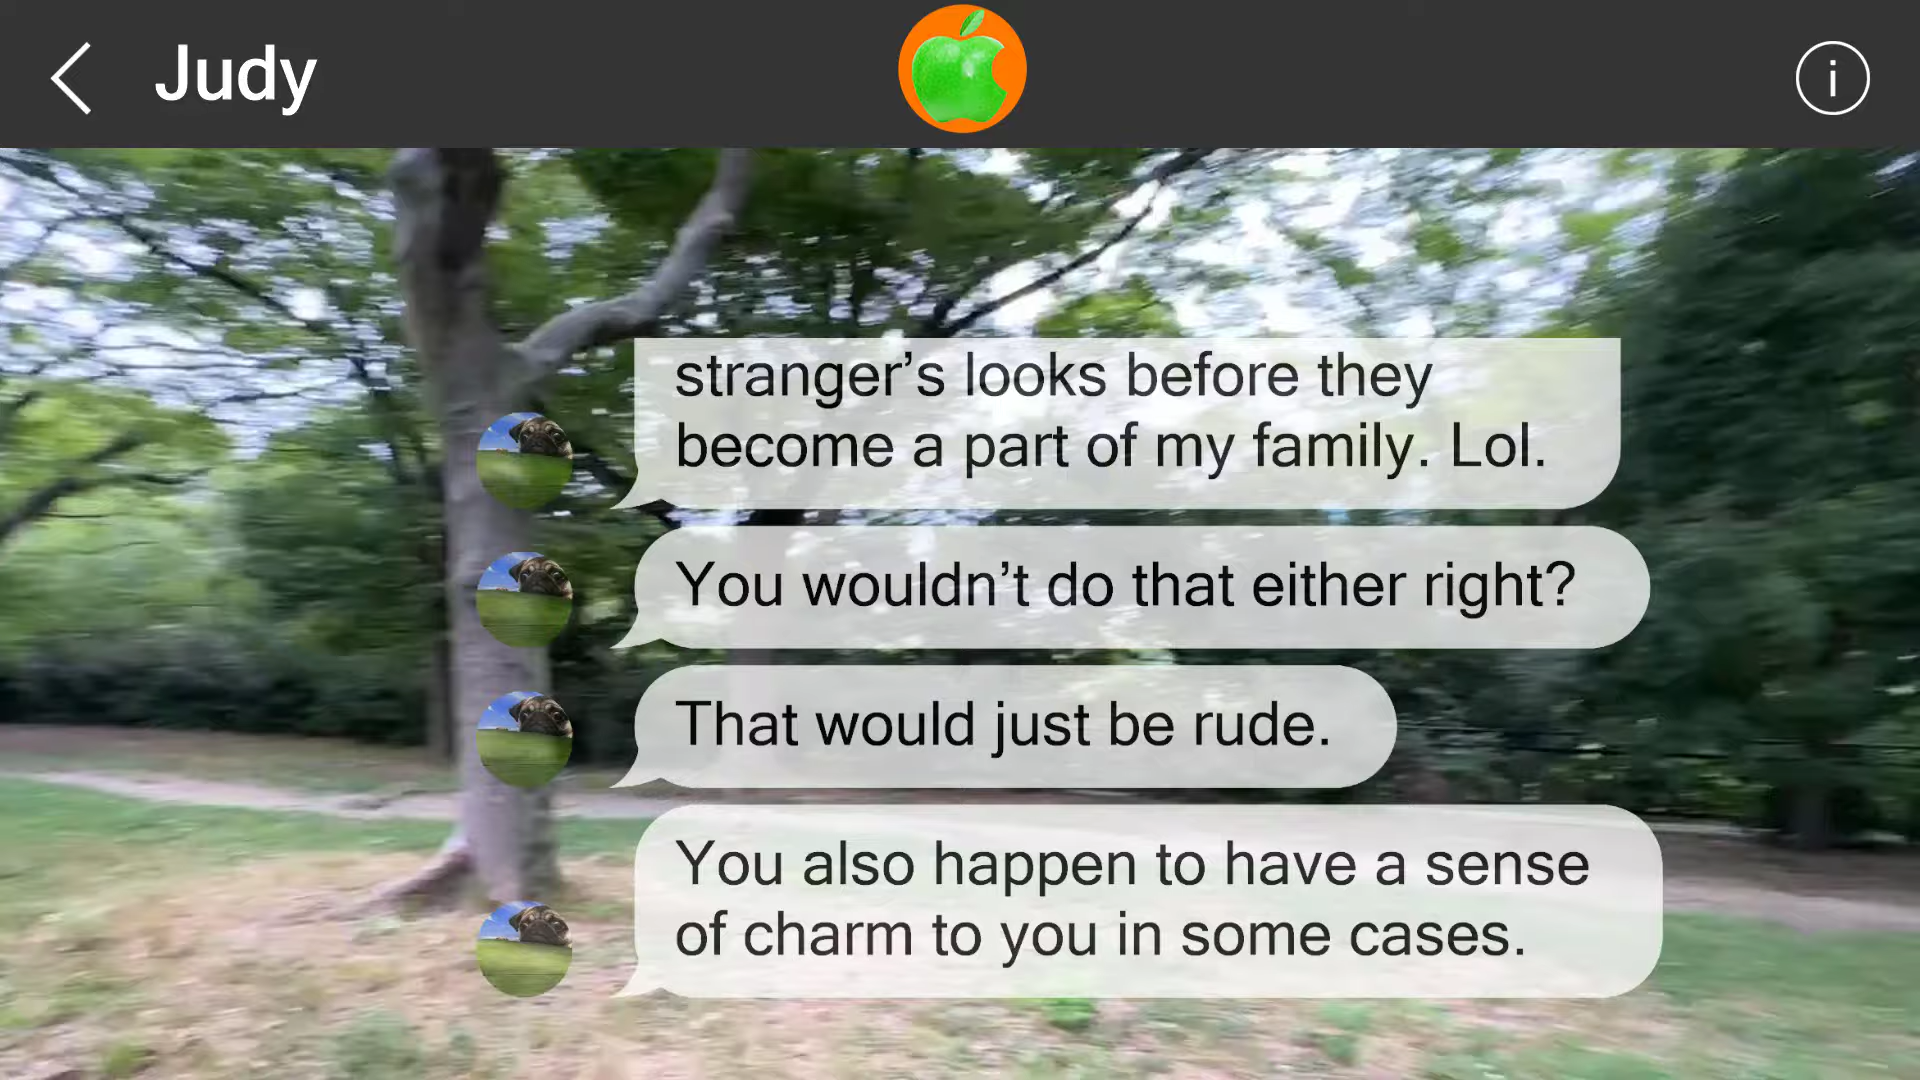 Judy
i
stranger’s looks before they
become a part of my family. Lol.
You wouldn’t do that either right?
That would just be rude.
You also happen to have a sense
of charm to you in some cases.